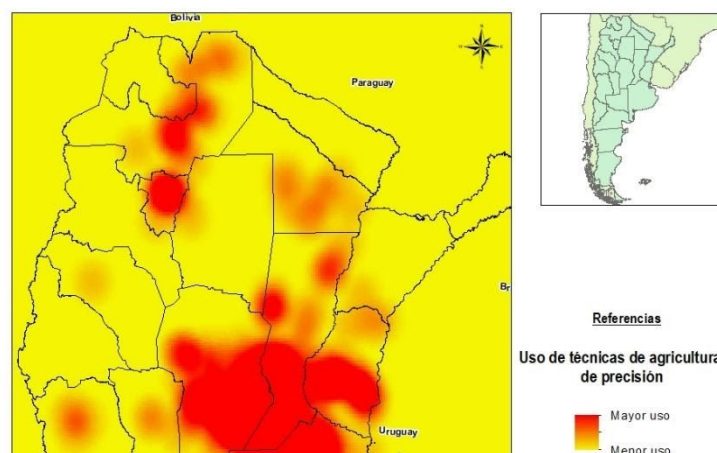 Bolivia
Paraguay
Br
Uruguay
Referencias
Uso de técnicas de agricultura
de precisión
Mayor uso
Menor uso